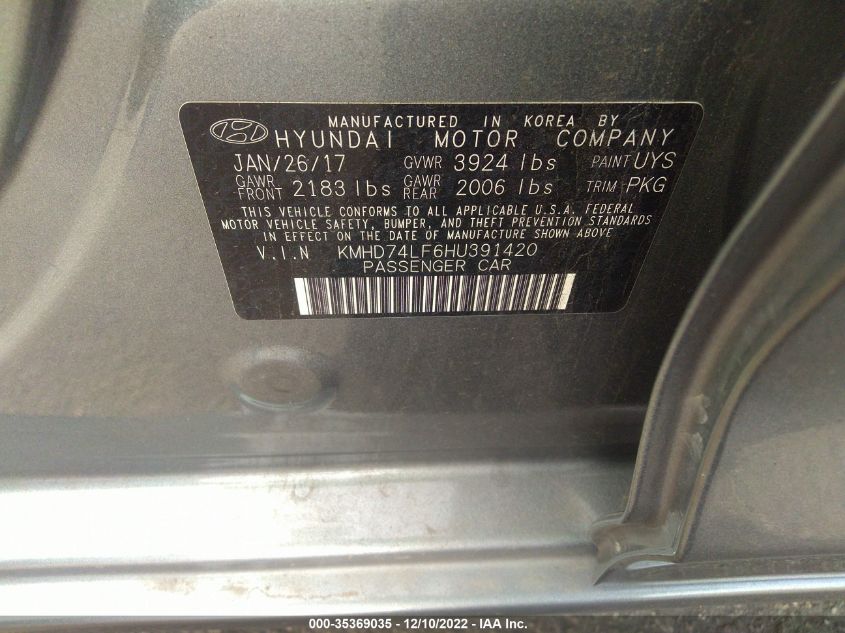 MANUFACTURED IN KOREA BY
HYUNDAI MOTOR COMPANY
JAN/26/17 GVWR 3924 lbs PAINT UYS
GAWR FRONT 2183 lbs GAWR REAR 2006 lbs TRIM PKG
THIS VEHICLE CONFORMS TO ALL APPLICABLE U.S.A. FEDERAL
MOTOR VEHICLE SAFETY, BUMPER, AND THEFT PREVENTION STANDARDS
IN EFFECT ON THE DATE OF MANUFACTURE SHOWN ABOVE
V.I.N KMHD74LF6HU391420
PASSENGER CAR
000-35369035 - 12/10/2022 - IAA Inc.